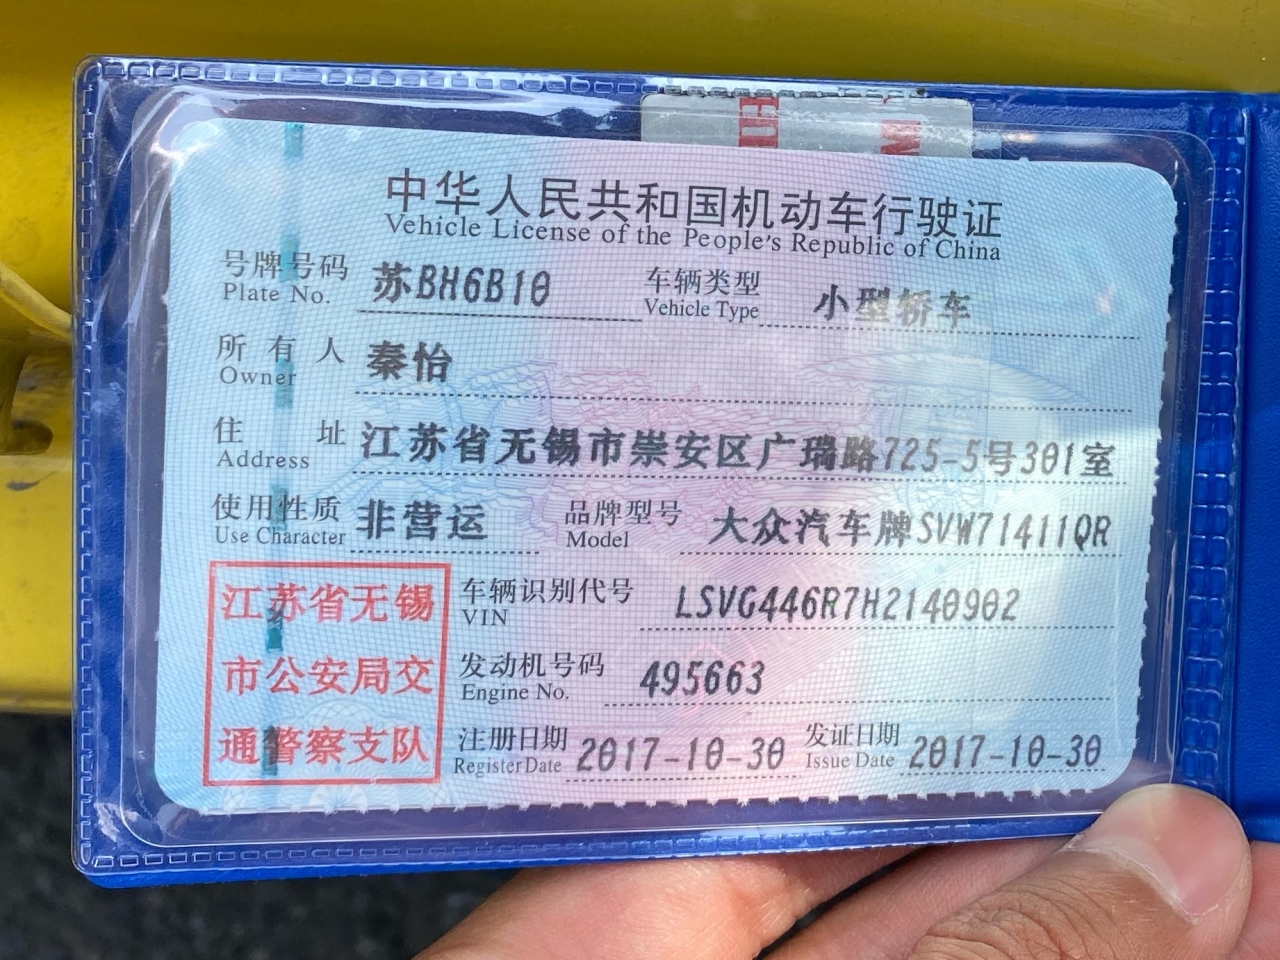 中华人民共和国机动车行驶证
Vehicle License of the People's Republic of China
号牌号码 苏BH6B10 车辆类型 小型轿车
Plate No. Vehicle Type
所有人 秦怡
Owner
住址 江苏省无锡市崇安区广瑞路725-5号301室
Address
使用性质 非营运 品牌型号 大众汽车牌SVW71411QR
Use Character Model
江苏省无锡 车辆识别代号 LSVG446R7H2140902
VIN
市公安局交 发动机号码 495663
Engine No.
通警察支队 注册日期 2017-10-30 发证日期 2017-10-30
Register Date Issue Date